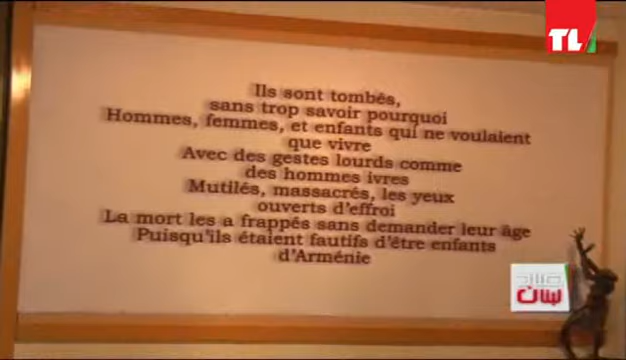 TL
Ils sont tombés,
sans trop savoir pourquoi
Hommes, femmes, et enfants qui ne voulaient
que vivre
Avec des gestes lourds comme
des hommes ivres
Mutilés, massacrés, les yeux
ouverts d'effroi
La mort les a frappés sans demander leur âge
Puisqu'ils étaient fautifs d'être enfants
d'Arménie
لبنان